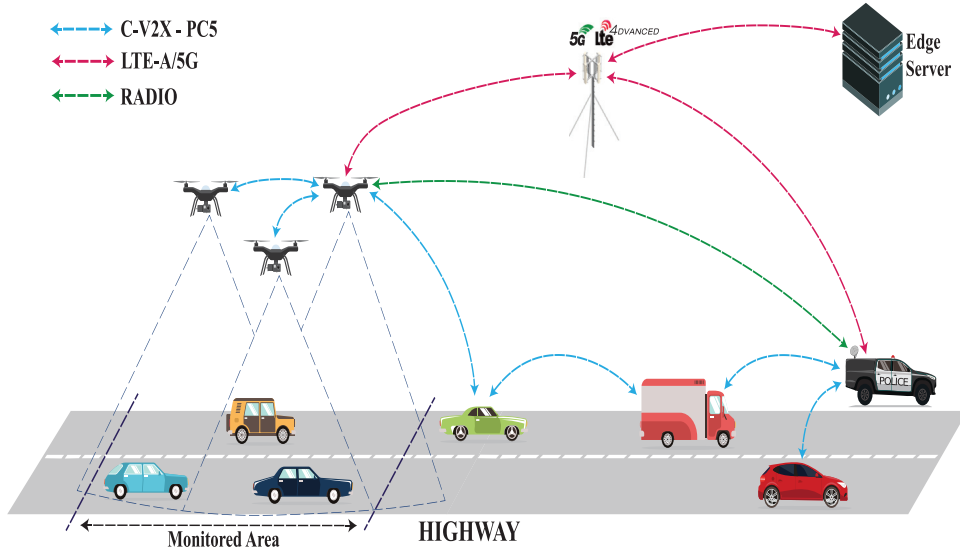 C-V2X - PC5
LTE-A/5G
RADIO
5G Lte 4DVANCED
Edge
Server
POLICE
Monitored Area
HIGHWAY